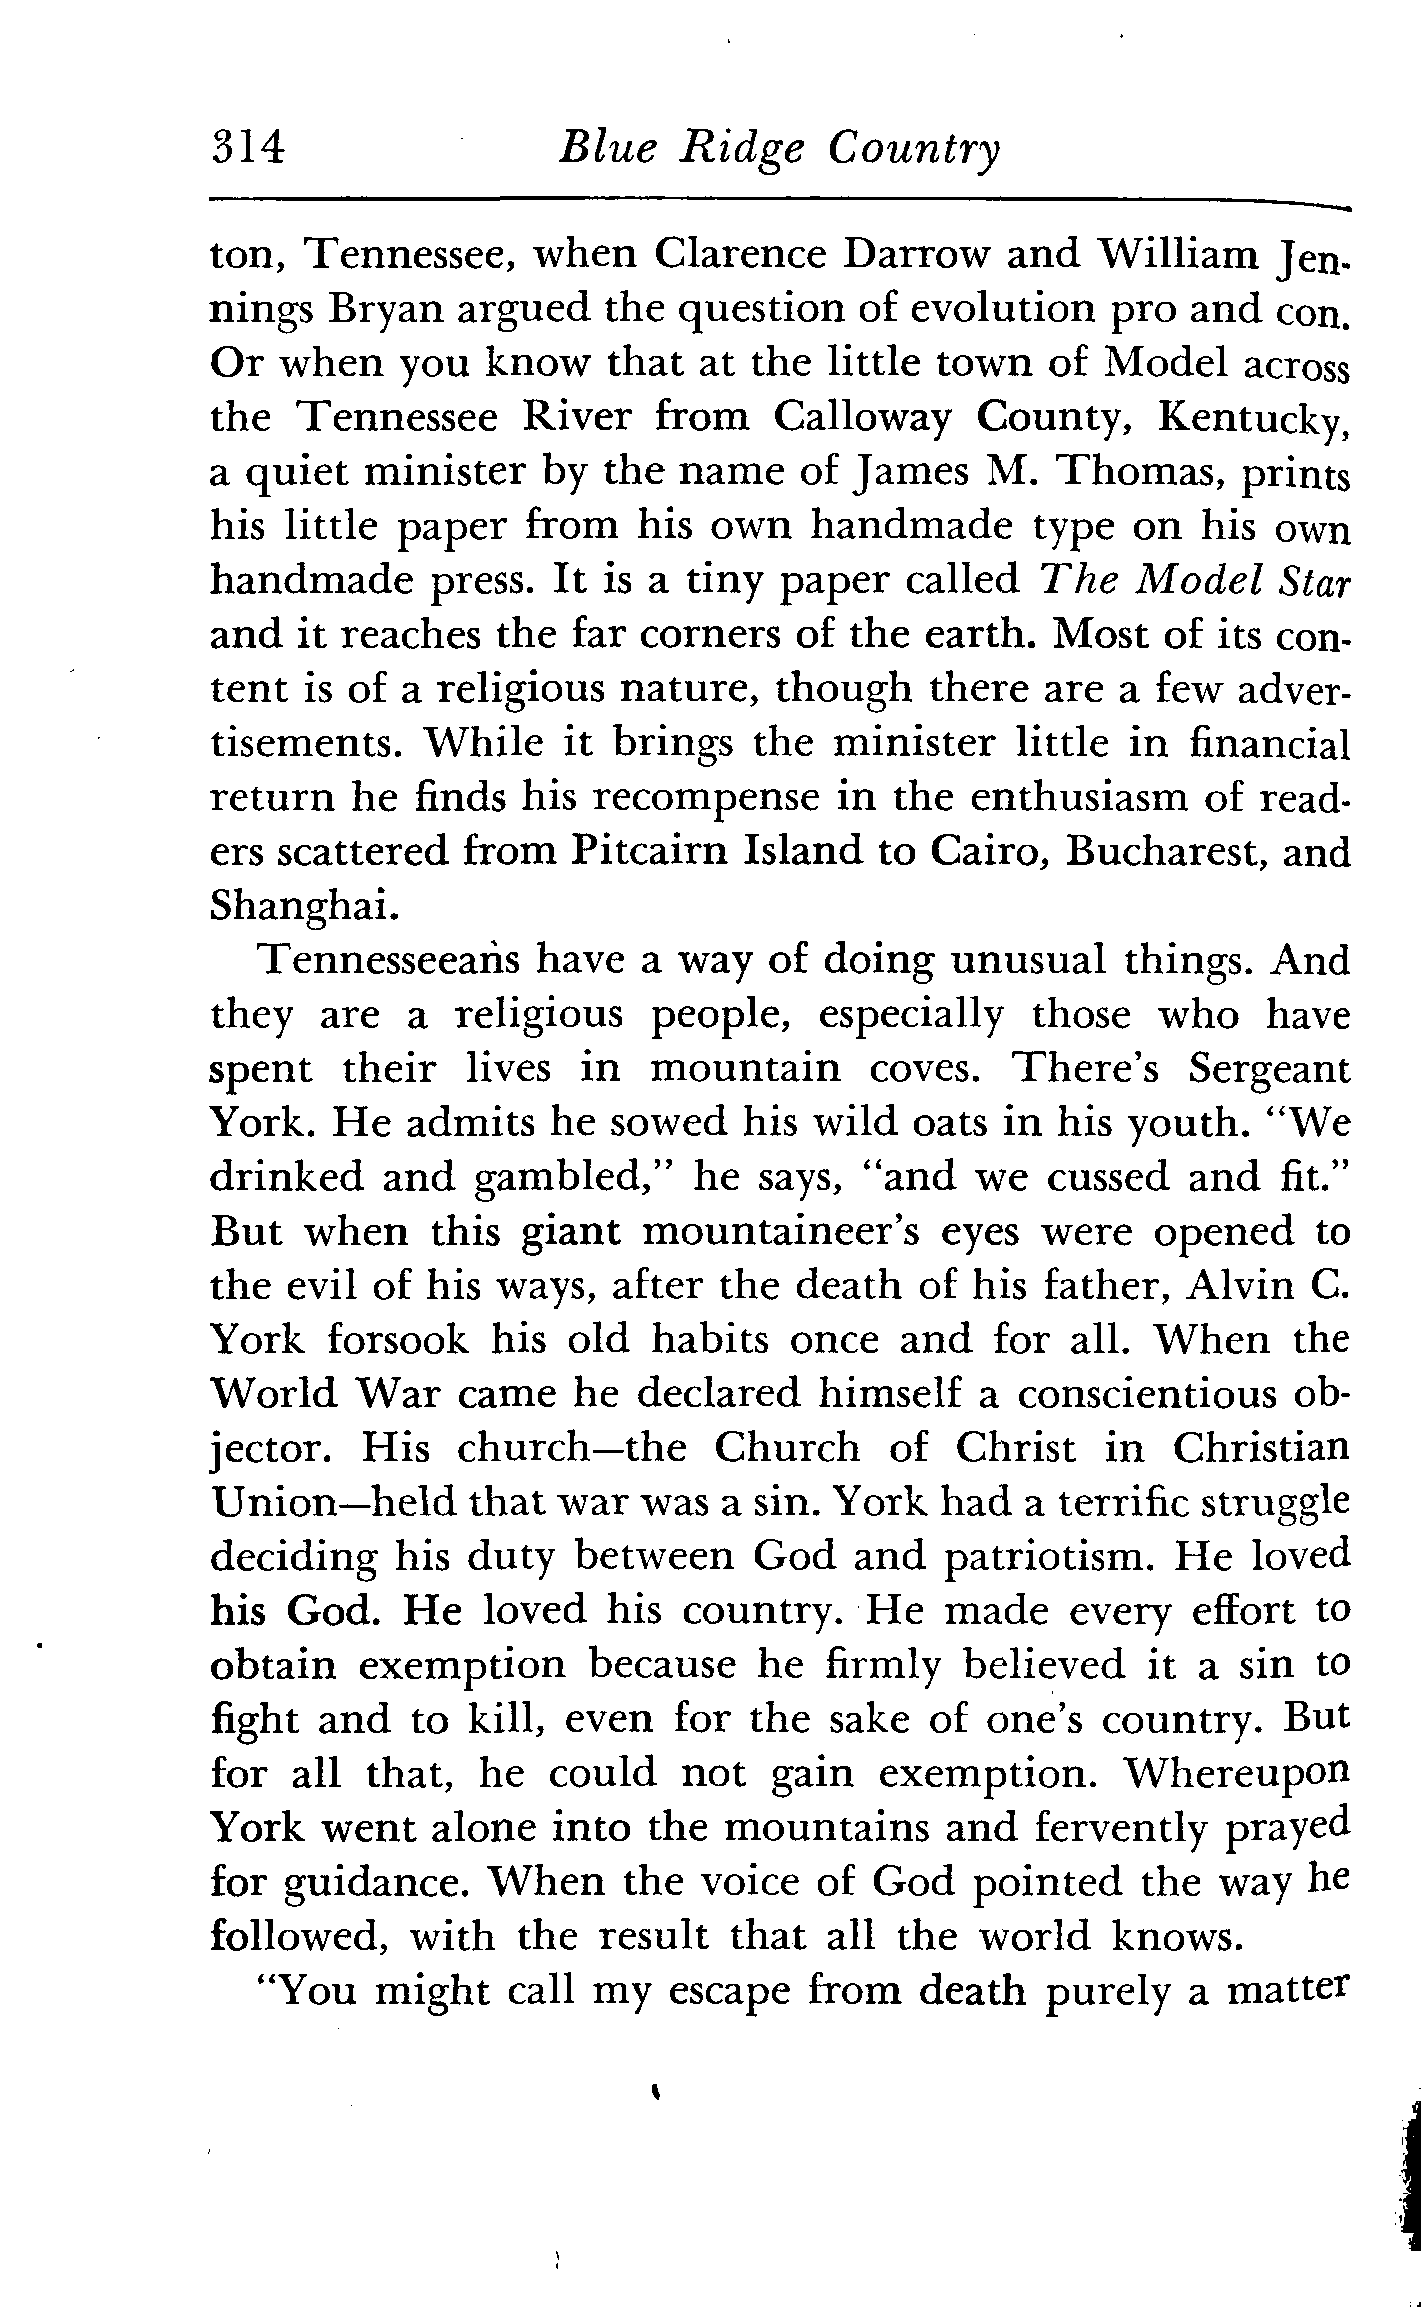 314 Blue Ridge Country
ton, Tennessee, when Clarence Darrow and William Jen-
nings Bryan argued the question of evolution pro and con.
Or when you know that at the little town of Model across
the Tennessee River from Calloway County, Kentucky,
a quiet minister by the name of James M. Thomas, prints
his little paper from his own handmade type on his own
handmade press. It is a tiny paper called The Model Star
and it reaches the far corners of the earth. Most of its con-
tent is of a religious nature, though there are a few adver-
tisements. While it brings the minister little in financial
return he finds his recompense in the enthusiasm of read-
ers scattered from Pitcairn Island to Cairo, Bucharest, and
Shanghai.
Tennesseeans have a way of doing unusual things. And
they are a religious people, especially those who have
spent their lives in mountain coves. There's Sergeant
York. He admits he sowed his wild oats in his youth. "We
drinked and gambled," he says, "and we cussed and fit."
But when this giant mountaineer's eyes were opened to
the evil of his ways, after the death of his father, Alvin C.
York forsook his old habits once and for all. When the
World War came he declared himself a conscientious ob-
jector. His church—the Church of Christ in Christian
Union—held that war was a sin. York had a terrific struggle
deciding his duty between God and patriotism. He loved
his God. He loved his country. He made every effort to
obtain exemption because he firmly believed it a sin to
fight and to kill, even for the sake of one's country. But
for all that, he could not gain exemption. Whereupon
York went alone into the mountains and fervently prayed
for guidance. When the voice of God pointed the way he
followed, with the result that all the world knows.
"You might call my escape from death purely a matter